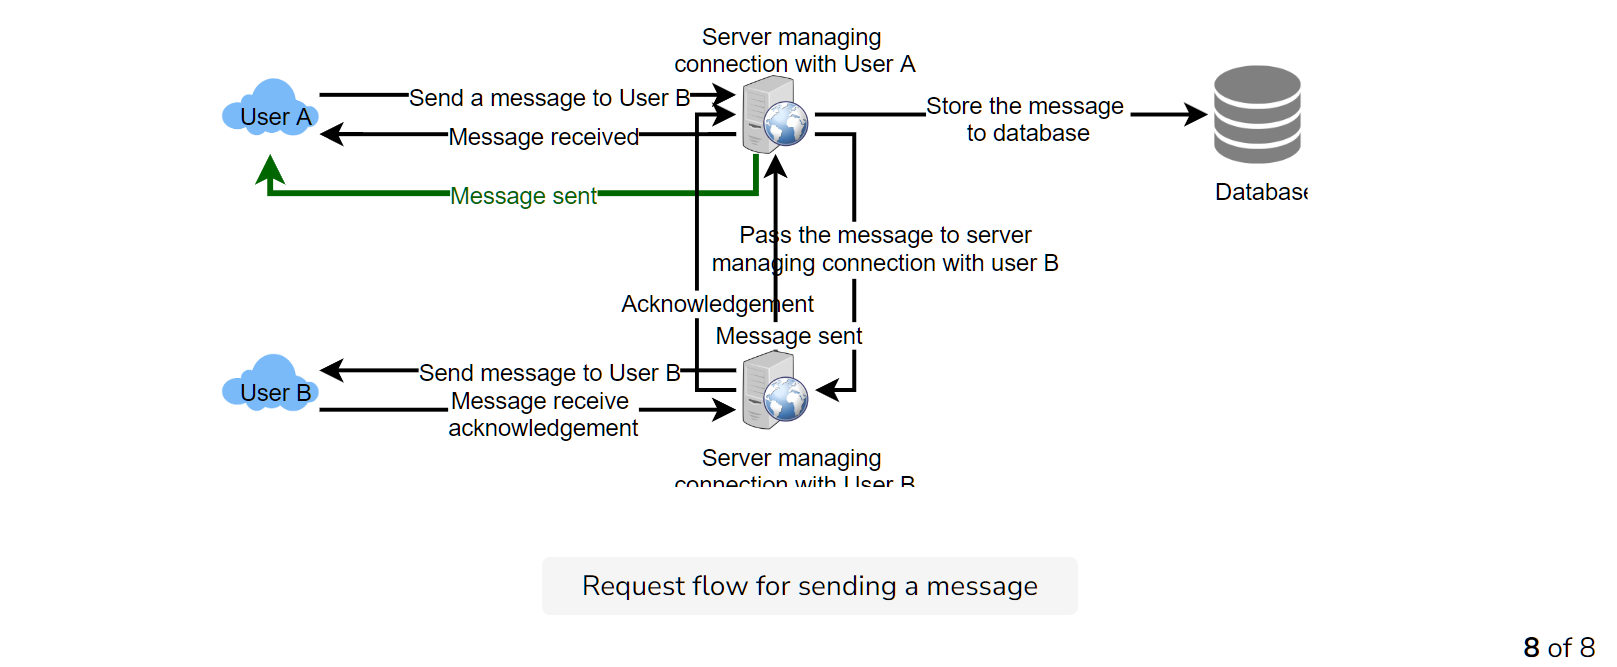 Server managing
connection with User A
User A
Send a message to User B
Message received
Store the message
to database
Message sent
Database
Pass the message to server
managing connection with user B
Acknowledgement
Message sent
User B
Send message to User B
Message receive
acknowledgement
Server managing
connection with User B
Request flow for sending a message
8 of 8